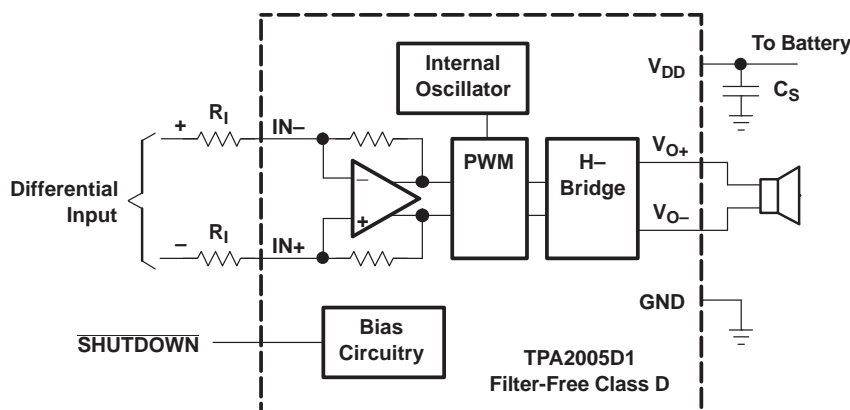 Internal
Oscillator
To Battery
V_DD
C_S
Differential
Input
+
R_I
IN–
–
PWM
H–
Bridge
V_O+
–
R_I
IN+
+
V_O–
GND
SHUTDOWN
Bias
Circuitry
TPA2005D1
Filter-Free Class D